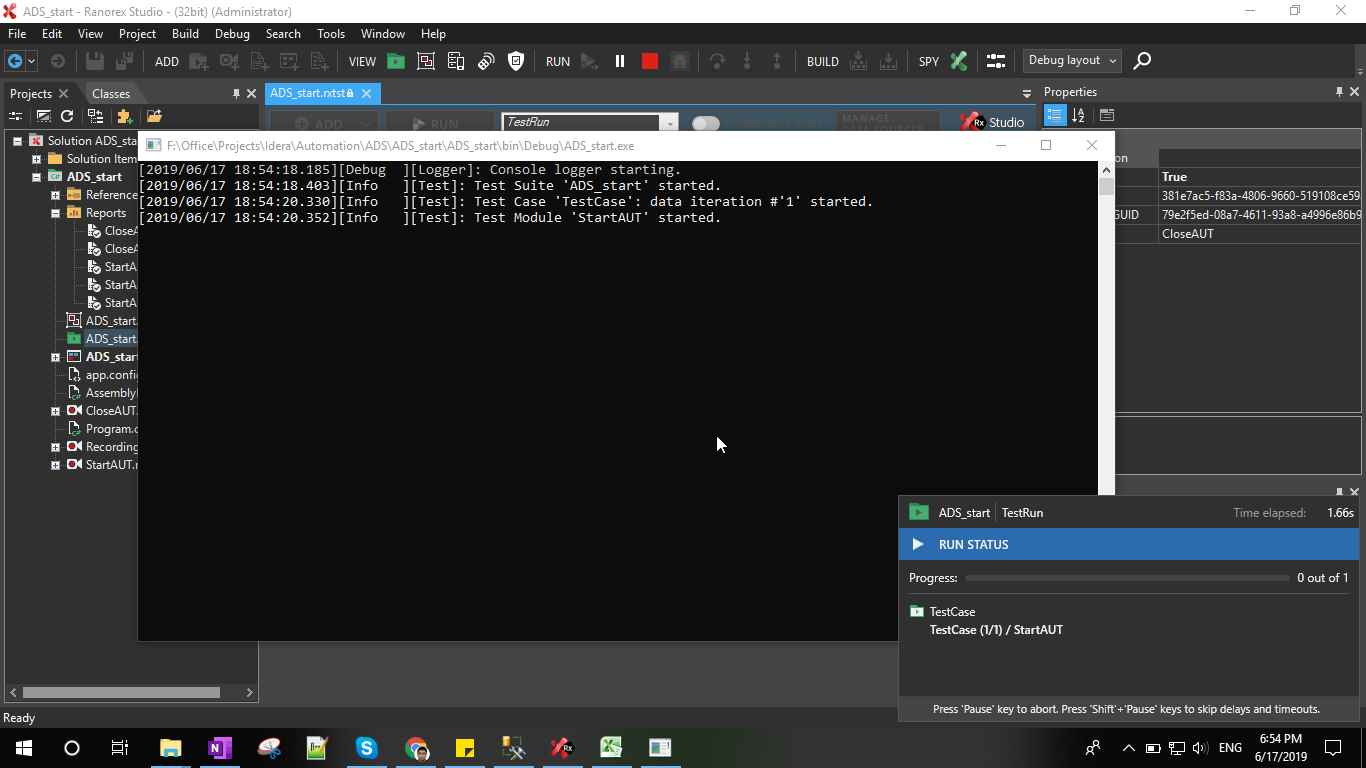 ADS_start - Ranorex Studio - (32bit) (Administrator)
File Edit View Project Build Debug Search Tools Window Help
ADD VIEW RUN BUILD SPY Debug layout
Projects Classes ADS_start.rxtst Properties
ADD RUN TestRun MANAGE Rx Studio
Solution ADS_sta
Solution Item
ADS_start
Reference
Reports
CloseA
CloseA
StartA
StartA
StartA
ADS_start.
ADS_start.
ADS_star
app.confi
Assembly
CloseAUT.
Program.c
Recording
StartAUT.r
F:\Office\Projects\Idera\Automation\ADS\ADS_start\ADS_start\bin\Debug\ADS_start.exe
[2019/06/17 18:54:18.185][Debug ][Logger]: Console logger starting.
[2019/06/17 18:54:18.403][Info ][Test]: Test Suite 'ADS_start' started.
[2019/06/17 18:54:20.330][Info ][Test]: Test Case 'TestCase': data iteration #'1' started.
[2019/06/17 18:54:20.352][Info ][Test]: Test Module 'StartAUT' started.
on
True
381e7ac5-f83a-4806-9660-519108ce59
GUID 79e2f5ed-08a7-4611-93a8-a4996e86b9
CloseAUT
ADS_start TestRun Time elapsed: 1.66s
RUN STATUS
Progress: 0 out of 1
TestCase
TestCase (1/1) / StartAUT
Press 'Pause' key to abort. Press 'Shift'+'Pause' keys to skip delays and timeouts.
Ready
ENG
6:54 PM
6/17/2019